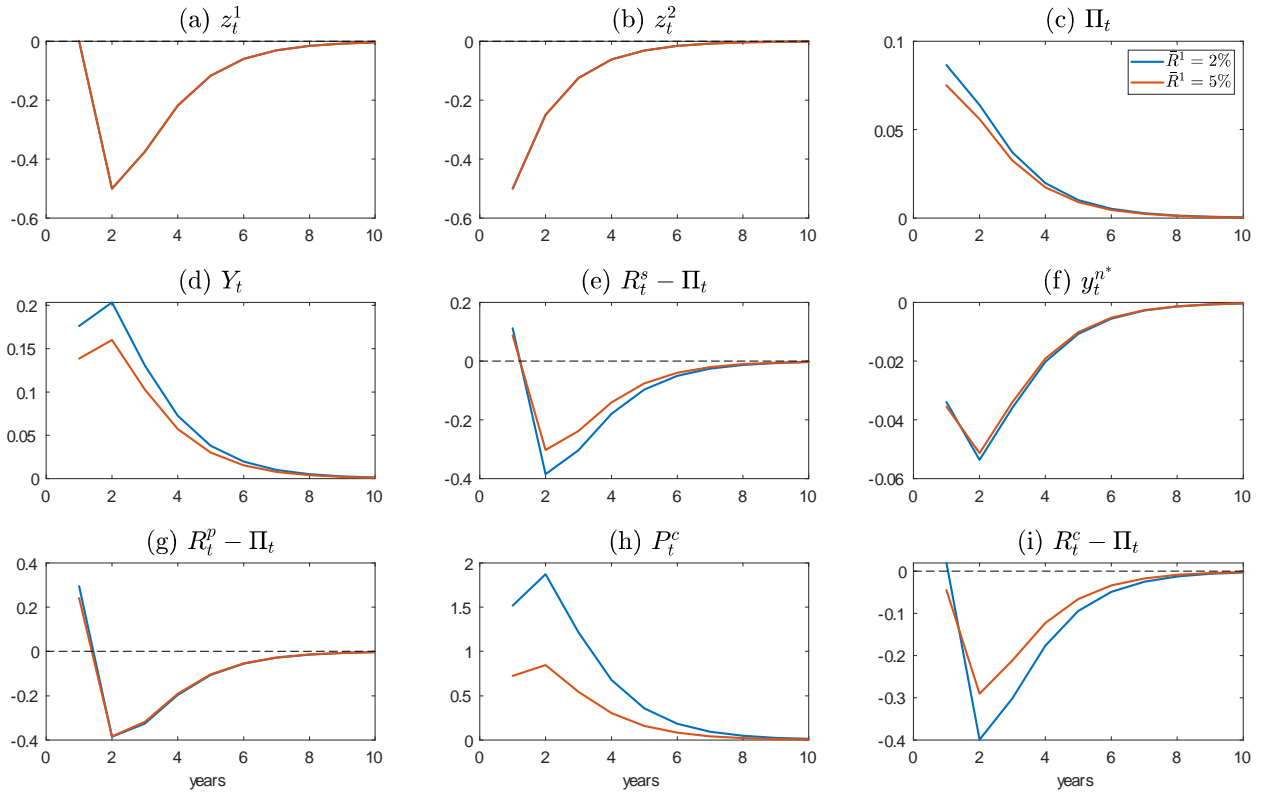 (a) $z_t^1$
0
-0.2
-0.4
-0.6
0 2 4 6 8 10
(b) $z_t^2$
0
-0.2
-0.4
-0.6
0 2 4 6 8 10
(c) $\Pi_t$
0.1
0.05
0
0 2 4 6 8 10
$\bar{R}^1 = 2\%$
$\bar{R}^1 = 5\%$
(d) $Y_t$
0.2
0.15
0.1
0.05
0
0 2 4 6 8 10
(e) $R_t^s - \Pi_t$
0.2
0
-0.2
-0.4
0 2 4 6 8 10
(f) $y_t^{n^*}$
0
-0.02
-0.04
-0.06
0 2 4 6 8 10
(g) $R_t^p - \Pi_t$
0.4
0.2
0
-0.2
-0.4
0 2 4 6 8 10
years
(h) $P_t^c$
2
1.5
1
0.5
0
0 2 4 6 8 10
years
(i) $R_t^c - \Pi_t$
0
-0.1
-0.2
-0.3
-0.4
0 2 4 6 8 10
years